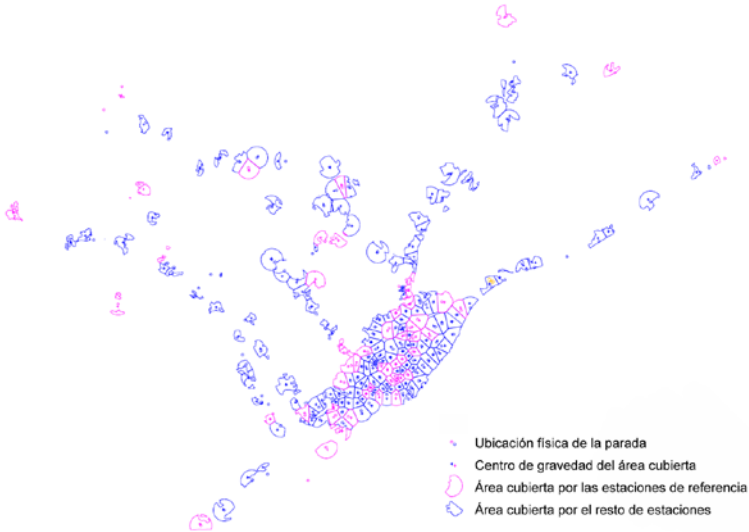 Ubicación física de la parada
Centro de gravedad del área cubierta
Área cubierta por las estaciones de referencia
Área cubierta por el resto de estaciones